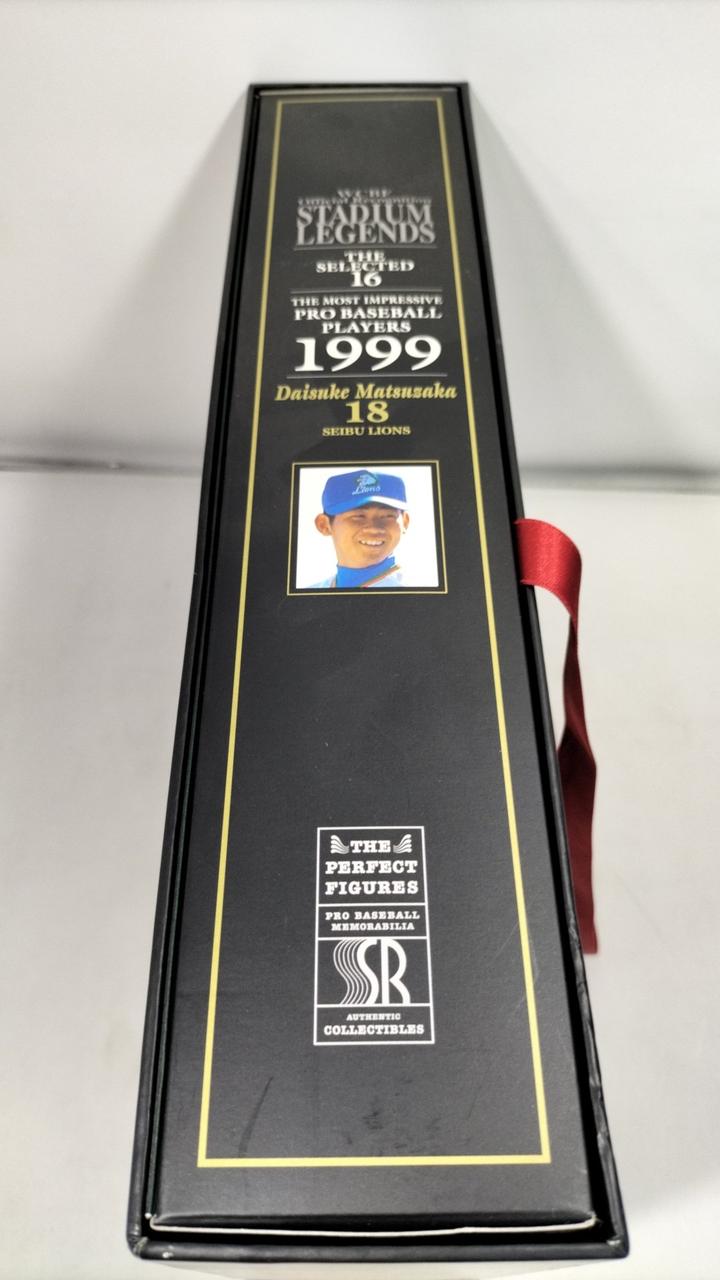 WCBF
Official Recognition
STADIUM
LEGENDS
THE
SELECTED
16
THE MOST IMPRESSIVE
PRO BASEBALL
PLAYERS
1999
Daisuke Matsuzaka
18
SEIBU LIONS
Lions
THE
PERFECT
FIGURES
PRO BASEBALL
MEMORABILIA
SR
AUTHENTIC
COLLECTIBLES